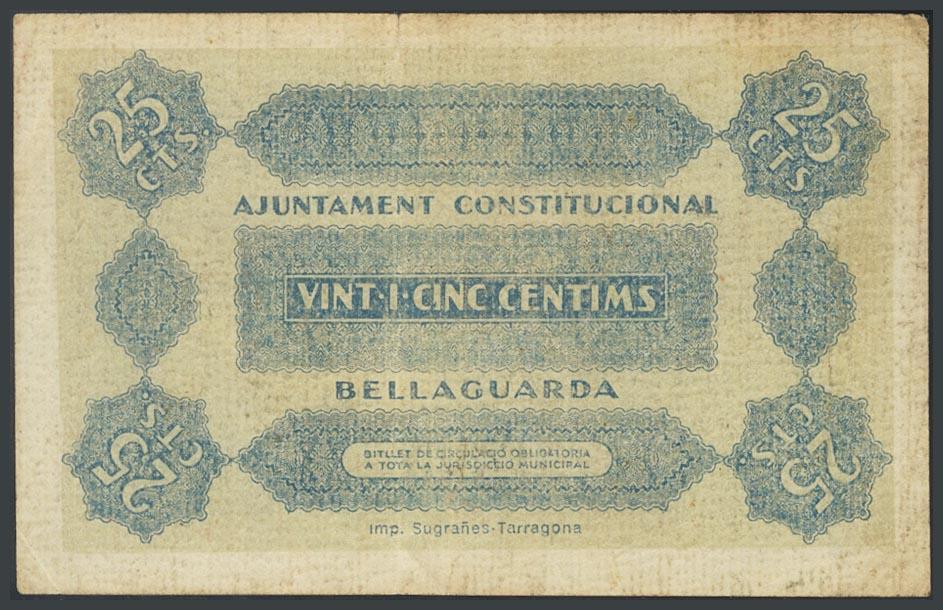 25 CTS.
25 CTS
AJUNTAMENT CONSTITUCIONAL
VINT·I·CINC CENTIMS
BELLAGUARDA
25 CTS.
25 CTS
BITLLET DE CIRCULACIÓ OBLIGATORIA
A TOTA LA JURISDICCIÓ MUNICIPAL
Imp. Sugrañes-Tarragona